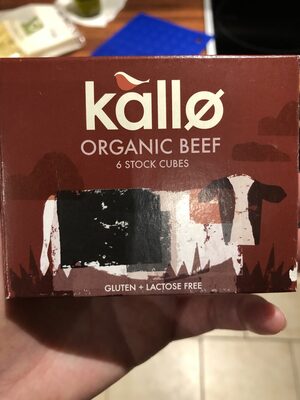 kallø
ORGANIC BEEF
6 STOCK CUBES
GLUTEN + LACTOSE FREE